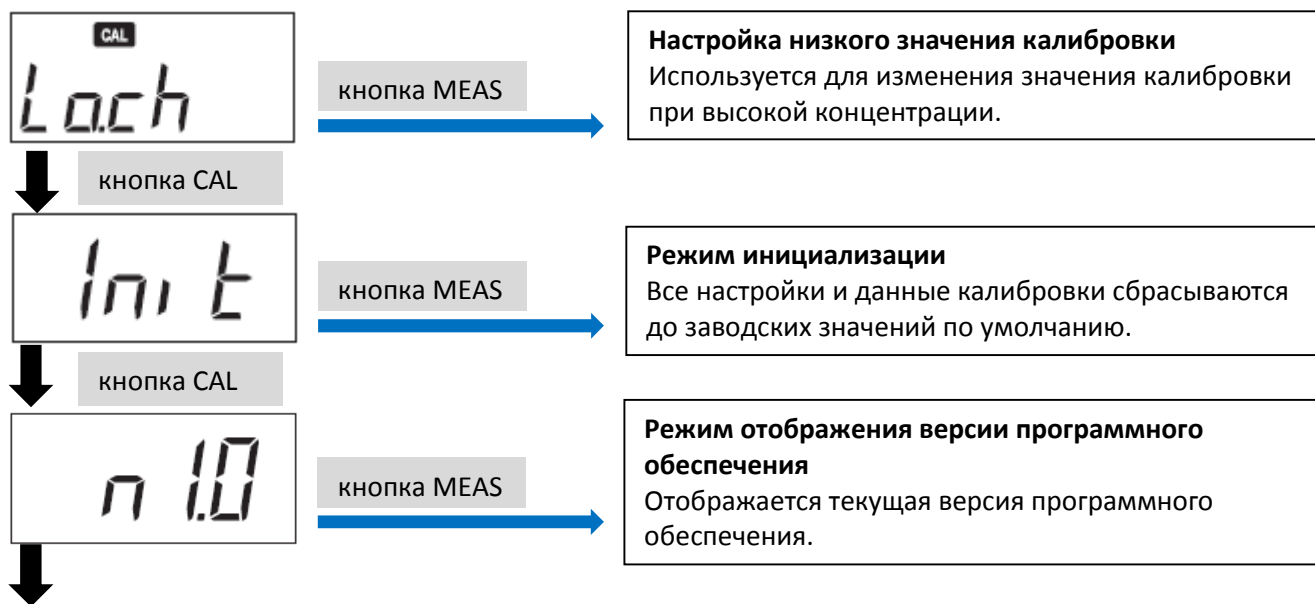 CAL
Lo.ch
кнопка MEAS
Настройка низкого значения калибровки
Используется для изменения значения калибровки
при высокой концентрации.
кнопка CAL
Init
кнопка MEAS
Режим инициализации
Все настройки и данные калибровки сбрасываются
до заводских значений по умолчанию.
кнопка CAL
n 1.0
кнопка MEAS
Режим отображения версии программного
обеспечения
Отображается текущая версия программного
обеспечения.